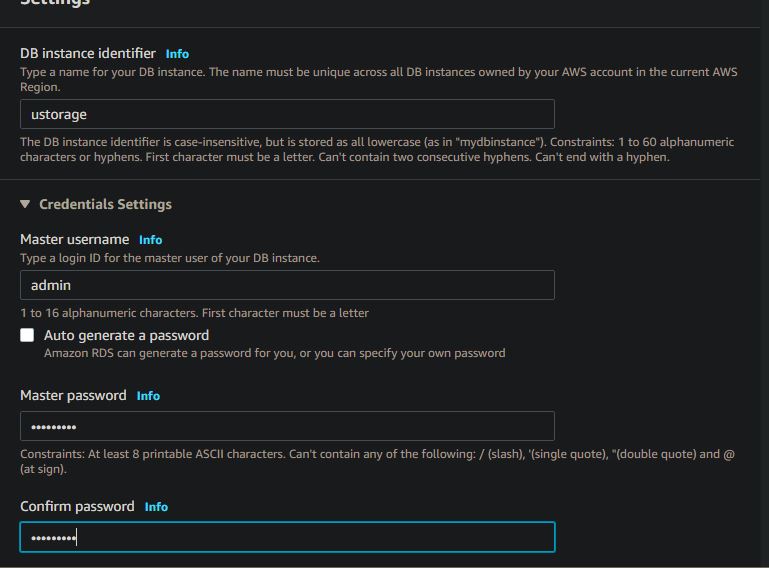 Settings
DB instance identifier Info
Type a name for your DB instance. The name must be unique across all DB instances owned by your AWS account in the current AWS
Region.
ustorage
The DB instance identifier is case-insensitive, but is stored as all lowercase (as in "mydbinstance"). Constraints: 1 to 60 alphanumeric
characters or hyphens. First character must be a letter. Can't contain two consecutive hyphens. Can't end with a hyphen.
Credentials Settings
Master username Info
Type a login ID for the master user of your DB instance.
admin
1 to 16 alphanumeric characters. First character must be a letter
Auto generate a password
Amazon RDS can generate a password for you, or you can specify your own password
Master password Info
•••••••••
Constraints: At least 8 printable ASCII characters. Can't contain any of the following: / (slash), '(single quote), "(double quote) and @
(at sign).
Confirm password Info
•••••••••